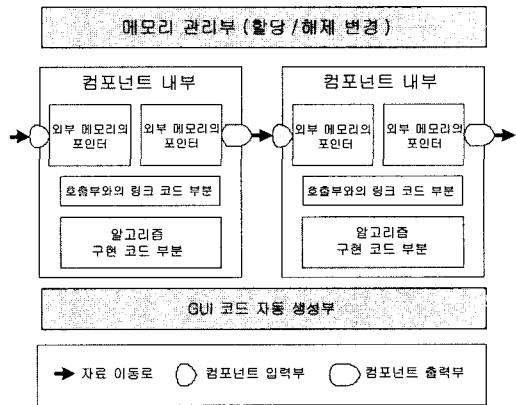 메모리 관리부 (할당 / 해제 변경)
컴포넌트 내부
외부 메모리의
포인터
외부 메모리의
포인터
호출부와의 링크 코드 부분
알고리즘
구현 코드 부분
컴포넌트 내부
외부 메모리의
포인터
외부 메모리의
포인터
호출부와의 링크 코드 부분
알고리즘
구현 코드 부분
GUI 코드 자동 생성부
자료 이동로
컴포넌트 입력부
컴포넌트 출력부